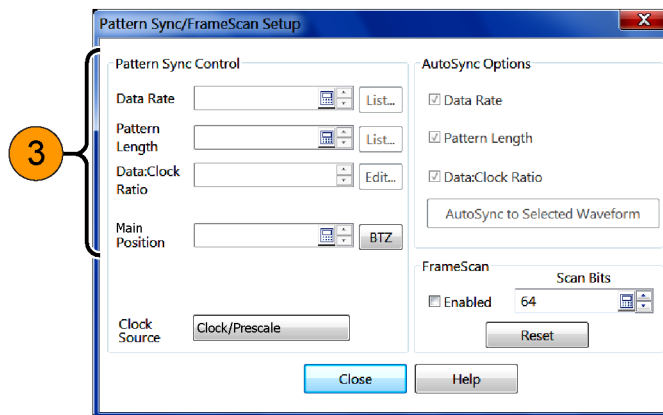 Pattern Sync/FrameScan Setup
X
3
Pattern Sync Control
Data Rate
List...
Pattern
Length
List...
Data:Clock
Ratio
Edit...
Main
Position
BTZ
Clock
Source
Clock/Prescale
AutoSync Options
Data Rate
Pattern Length
Data:Clock Ratio
AutoSync to Selected Waveform
FrameScan
Scan Bits
Enabled
64
Reset
Close
Help